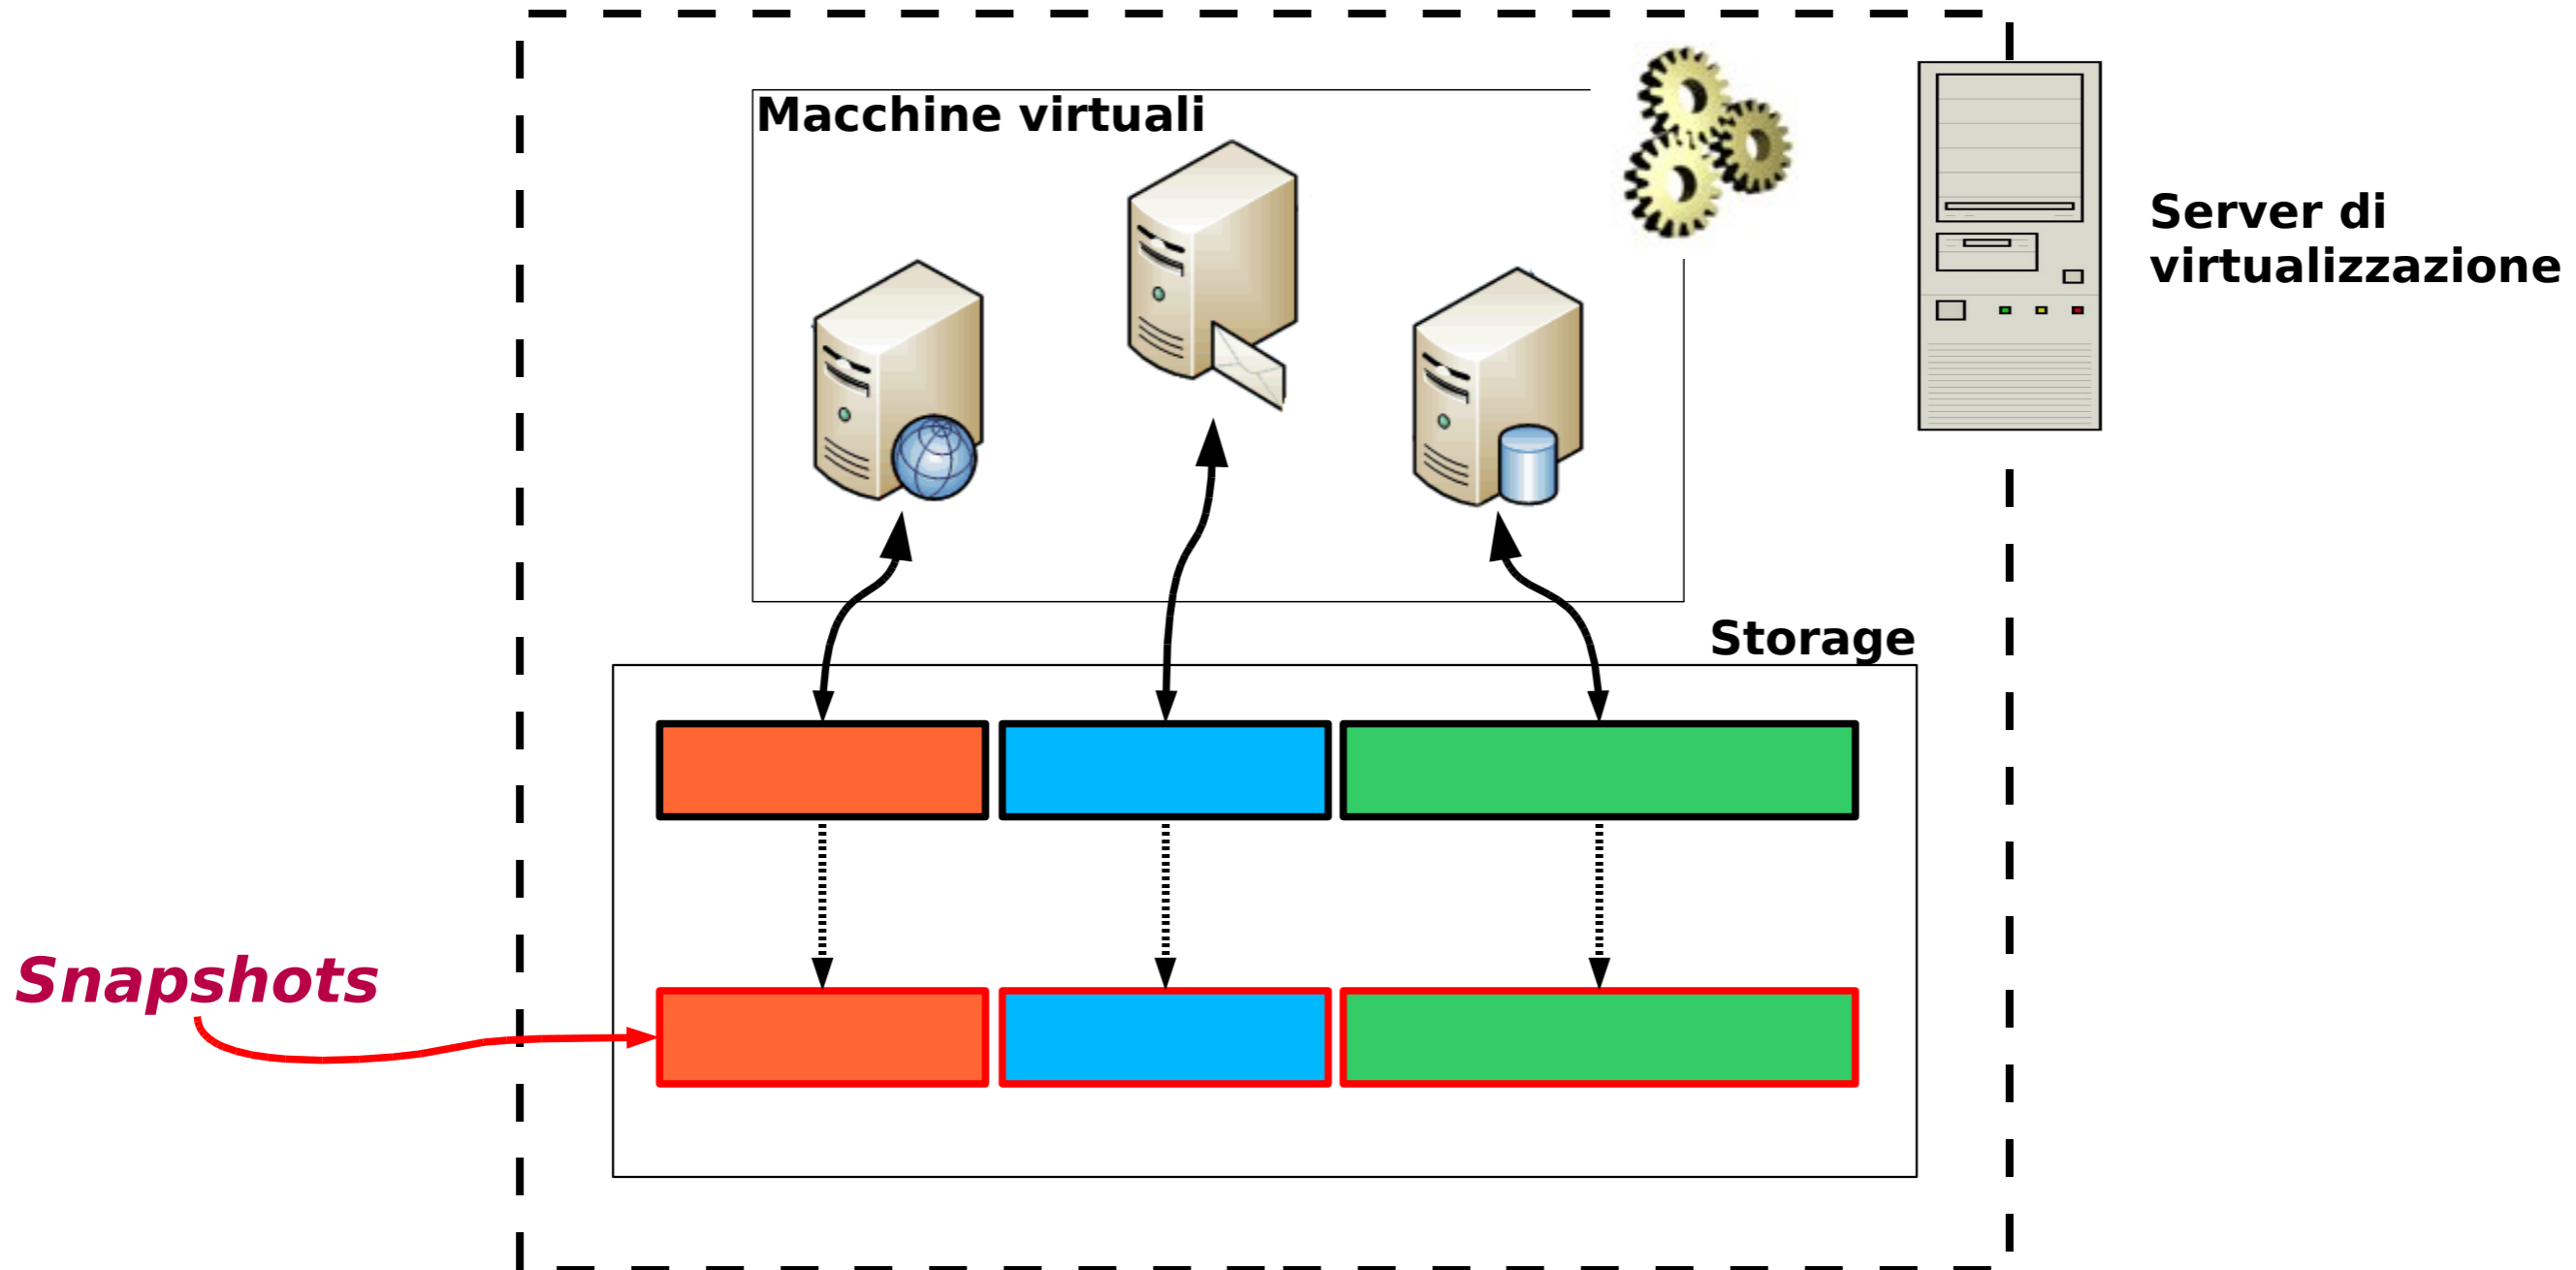 Macchine virtuali
Server di
virtualizzazione
Storage
Snapshots